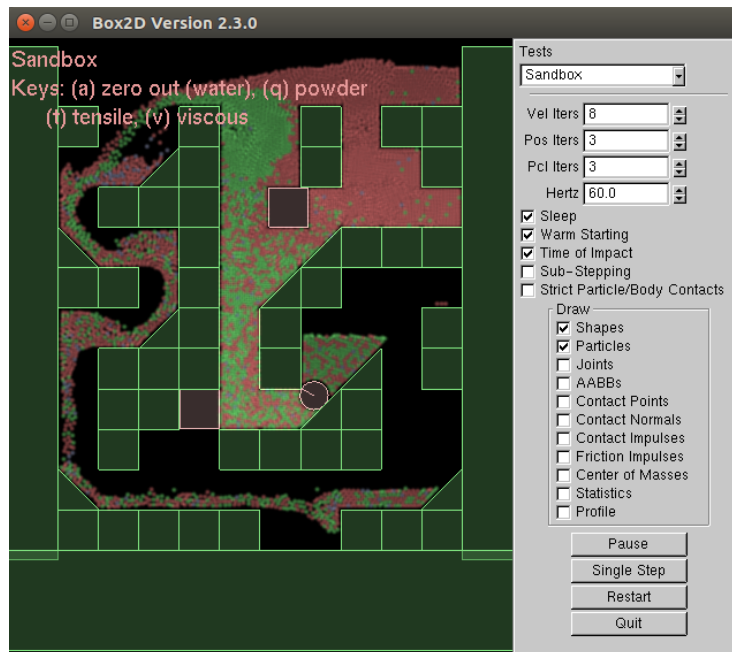 Box2D Version 2.3.0
Sandbox
Keys: (a) zero out (water), (q) powder
(t) tensile, (v) viscous
Tests
Sandbox
Vel Iters 8
Pos Iters 3
Pcl Iters 3
Hertz 60.0
Sleep
Warm Starting
Time of Impact
Sub-Stepping
Strict Particle/Body Contacts
Draw
Shapes
Particles
Joints
AABBs
Contact Points
Contact Normals
Contact Impulses
Friction Impulses
Center of Masses
Statistics
Profile
Pause
Single Step
Restart
Quit